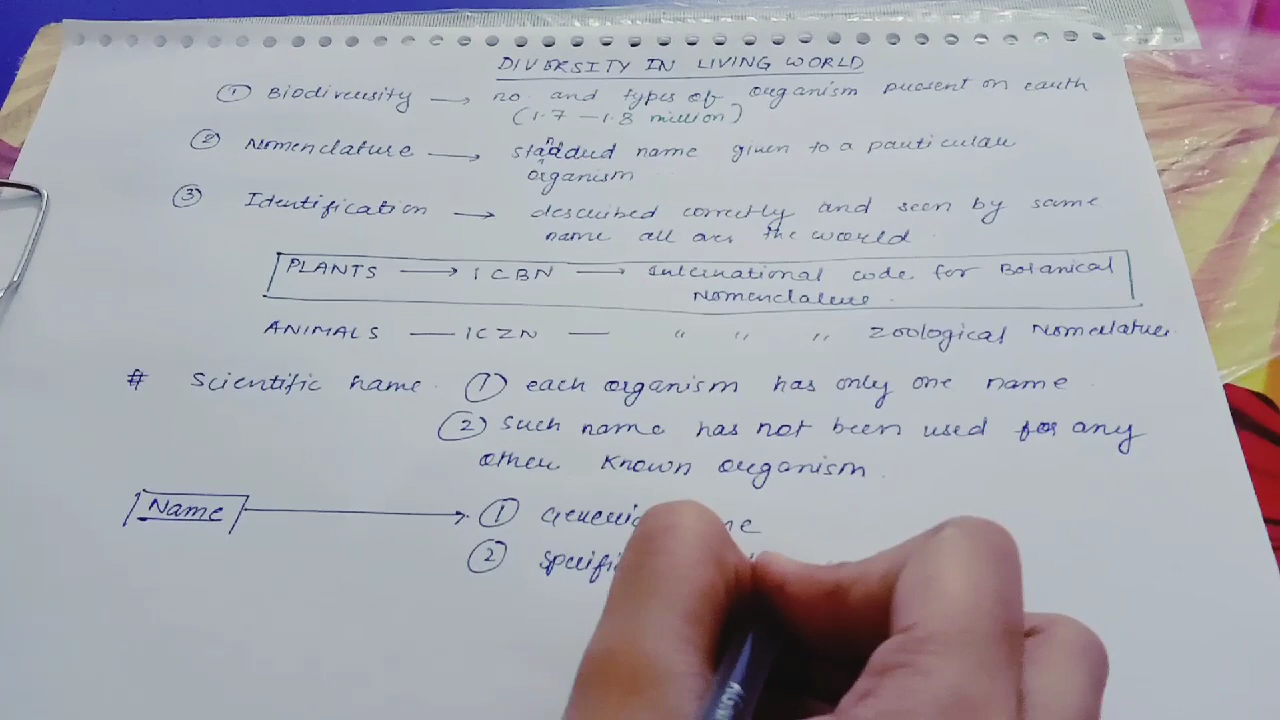 DIVERSITY IN LIVING WORLD
① Biodiversity → no. and types of organism present on earth
(1.7 – 1.8 million)
② Nomenclature → standdud name given to a particular
organism
③ Identification → described correctly and seen by same
name all over the world.
PLANTS → ICBN → International code for Botanical
Nomenclature.
ANIMALS — ICZN — " " " Zoological Nomenclature
# Scientific name. ① each organism has only one name.
② Such name has not been used for any
other known organism.
Name → ①
②